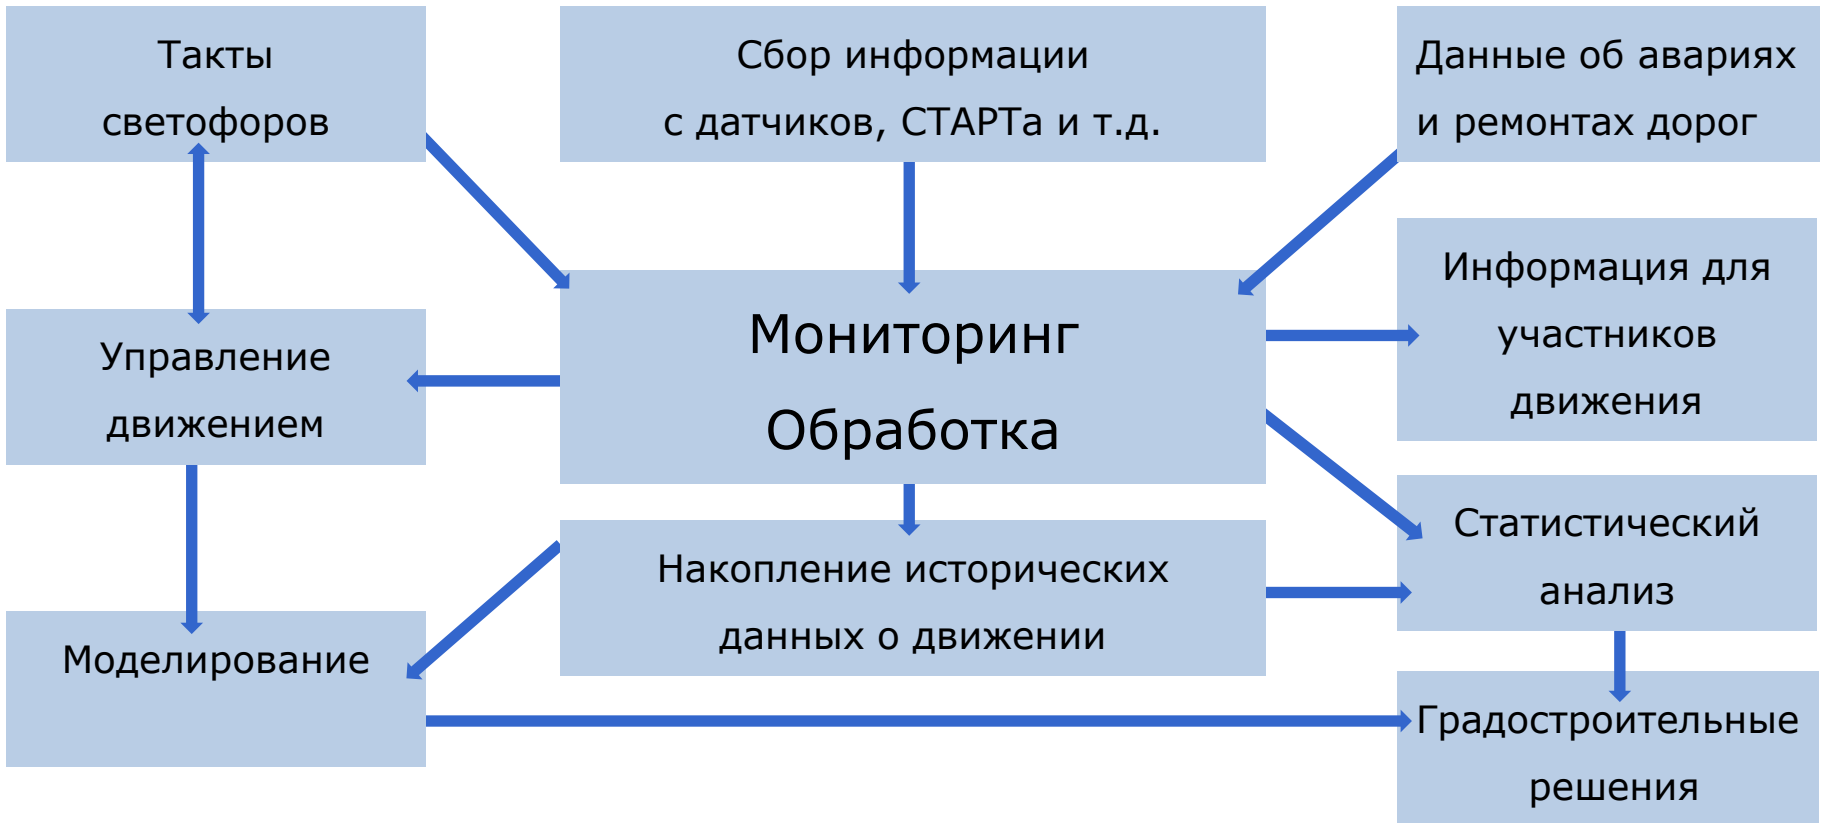 Такты
светофоров
Сбор информации
с датчиков, СТАРТа и т.д.
Данные об авариях
и ремонтах дорог
Информация для
участников
движения
Мониторинг
Обработка
Управление
движением
Статистический
анализ
Накопление исторических
данных о движении
Моделирование
Градостроительные
решения